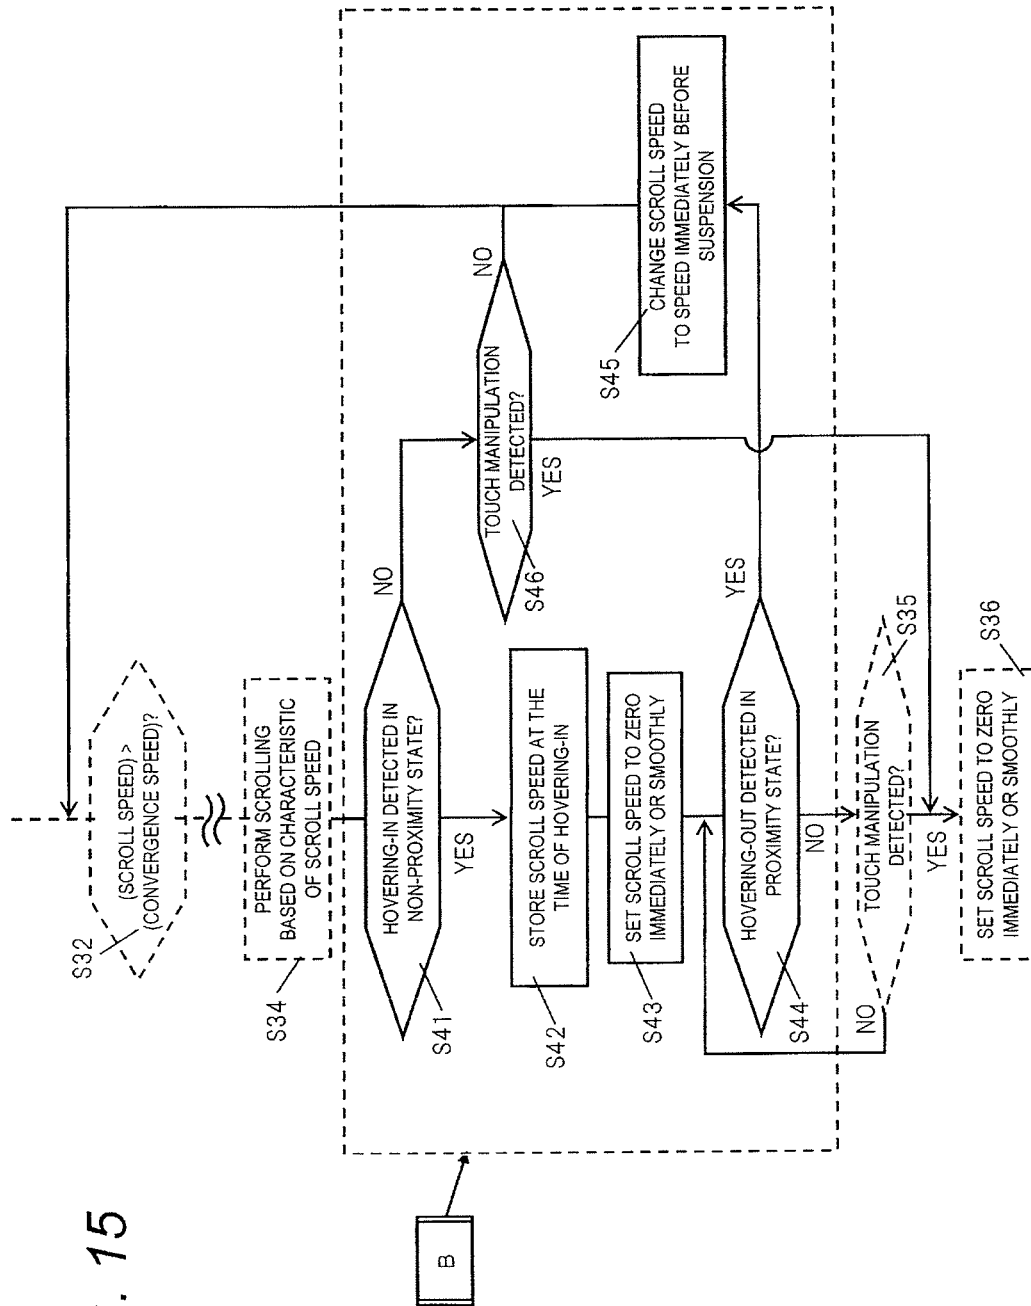 . 15
B
S32
(SCROLL SPEED) >
(CONVERGENCE SPEED)?
S34
PERFORM SCROLLING
BASED ON CHARACTERISTIC
OF SCROLL SPEED
S41
HOVERING-IN DETECTED IN
NON-PROXIMITY STATE?
NO
YES
S46
TOUCH MANIPULATION
DETECTED?
NO
YES
S42
STORE SCROLL SPEED AT THE
TIME OF HOVERING-IN
S43
SET SCROLL SPEED TO ZERO
IMMEDIATELY OR SMOOTHLY
S45
CHANGE SCROLL SPEED
TO SPEED IMMEDIATELY BEFORE
SUSPENSION
S44
HOVERING-OUT DETECTED IN
PROXIMITY STATE?
YES
NO
S35
TOUCH MANIPULATION
DETECTED?
NO
YES
S36
SET SCROLL SPEED TO ZERO
IMMEDIATELY OR SMOOTHLY